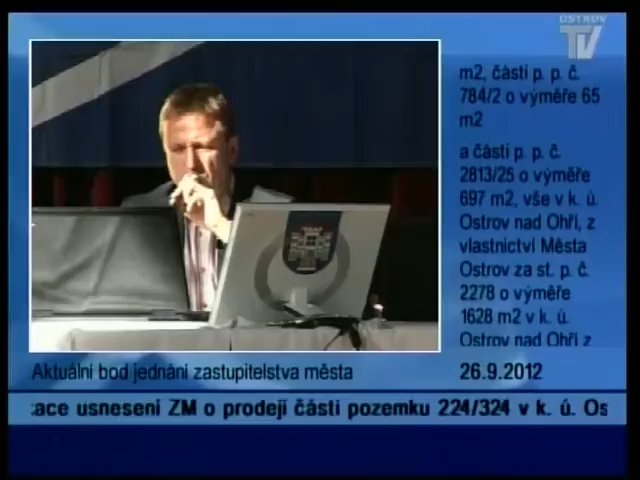 OSTROV
TV
m2, části p. p. č.
784/2 o výměře 65
m2
a části p. p. č.
2813/25 o výměře
697 m2, vše v k. ú.
Ostrov nad Ohří, z
vlastnictví Města
Ostrov za st. p. č.
2278 o výměře
1628 m2 v k. ú.
Ostrov nad Ohří z
Aktuální bod jednání zastupitelstva města
26.9.2012
ace usnesení ZM o prodeji části pozemku 224/324 v k. ú. Os